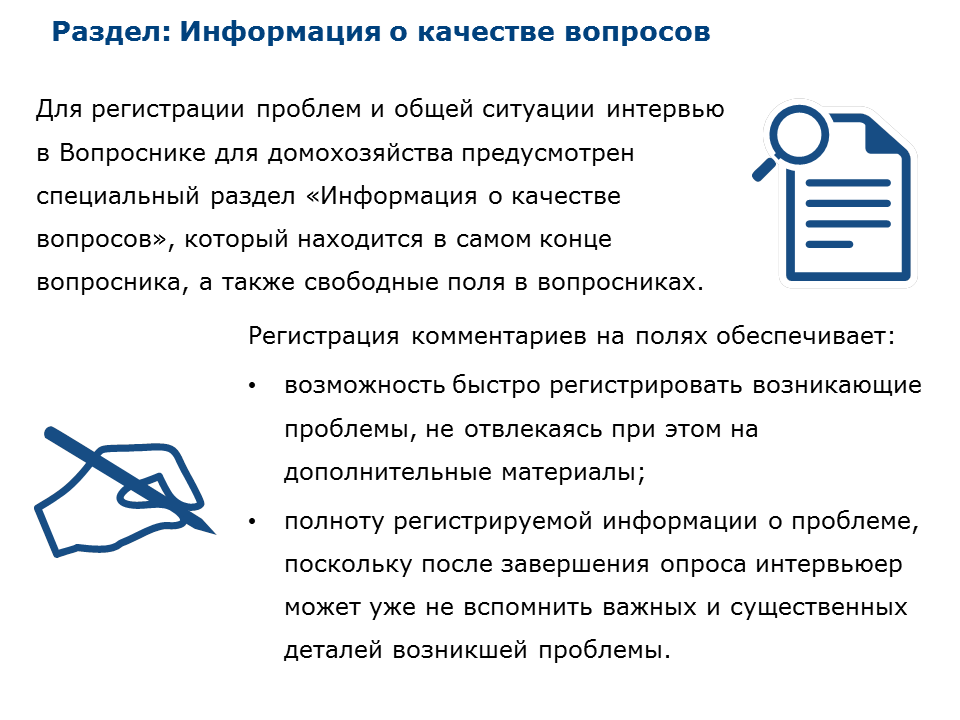 Раздел: Информация о качестве вопросов
Для регистрации проблем и общей ситуации интервью
в Вопроснике для домохозяйства предусмотрен
специальный раздел «Информация о качестве
вопросов», который находится в самом конце
вопросника, а также свободные поля в вопросниках.
Регистрация комментариев на полях обеспечивает:
• возможность быстро регистрировать возникающие
проблемы, не отвлекаясь при этом на
дополнительные материалы;
• полноту регистрируемой информации о проблеме,
поскольку после завершения опроса интервьюер
может уже не вспомнить важных и существенных
деталей возникшей проблемы.